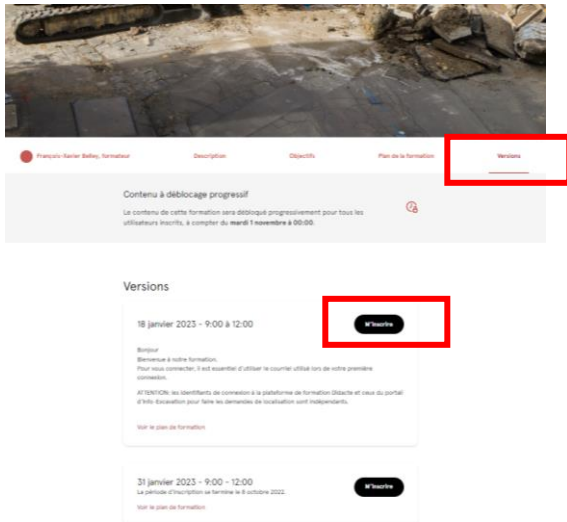 François-Xavier Belley, formateur
Description
Objectifs
Plan de la formation
Versions
Contenu à déblocage progressif
Le contenu de cette formation sera débloqué progressivement pour tous les
utilisateurs inscrits, à compter du mardi 1 novembre à 00:00.
Versions
18 janvier 2023 - 9:00 à 12:00
M'inscrire
Bonjour
Bienvenue à notre formation.
Pour vous connecter, il est essentiel d'utiliser le courriel utilisé lors de votre première
connexion.
ATTENTION: les identifiants de connexion à la plateforme de formation Didacte et ceux du portail
d'Info-Excavation pour faire les demandes de localisation sont indépendants.
Voir le plan de formation
31 janvier 2023 - 9:00 - 12:00
M'inscrire
La période d'inscription se termine le 8 octobre 2022.
Voir le plan de formation